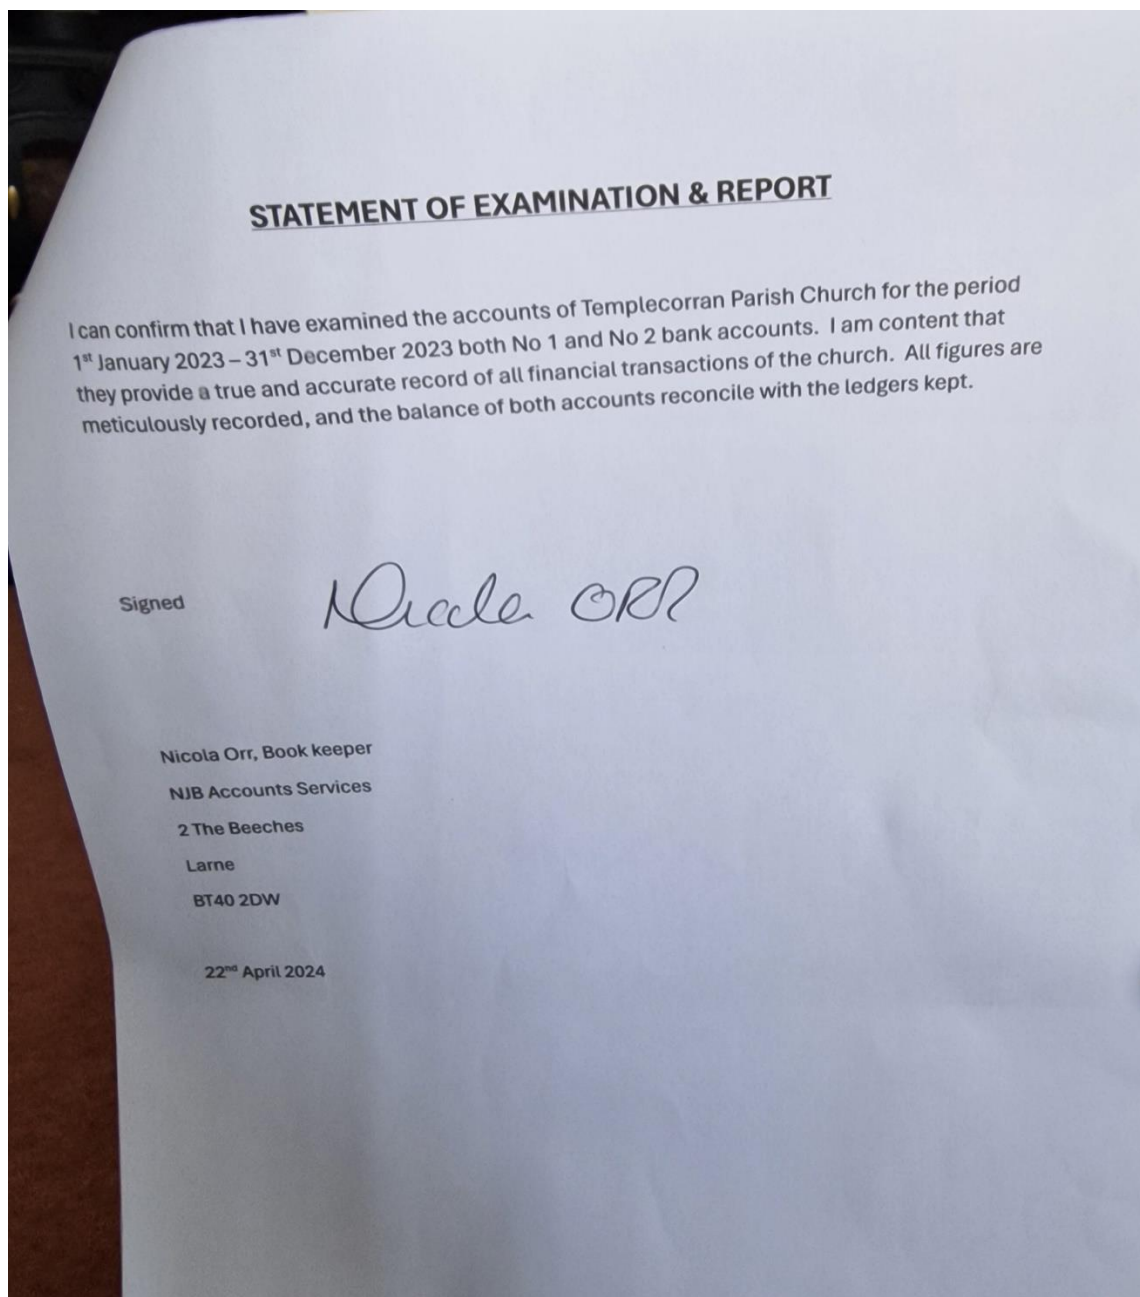 STATEMENT OF EXAMINATION & REPORT
I can confirm that I have examined the accounts of Templecorran Parish Church for the period
1st January 2023 – 31st December 2023 both No 1 and No 2 bank accounts. I am content that
they provide a true and accurate record of all financial transactions of the church. All figures are
meticulously recorded, and the balance of both accounts reconcile with the ledgers kept.
Signed Nicola ORR
Nicola Orr, Book keeper
NJB Accounts Services
2 The Beeches
Larne
BT40 2DW
22nd April 2024